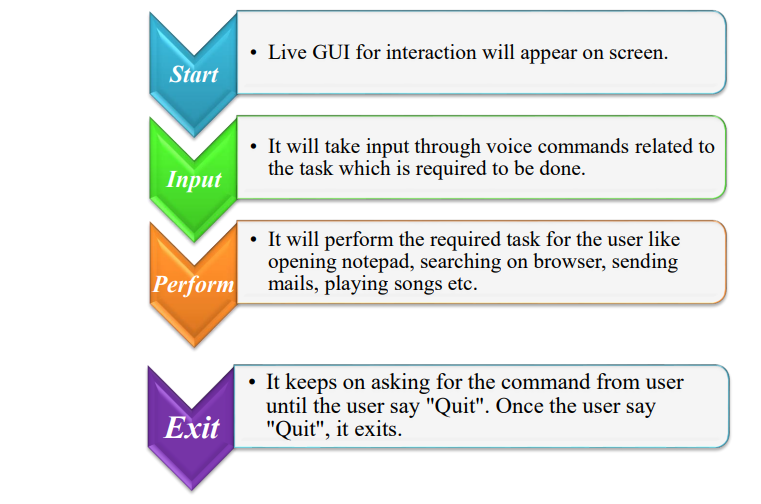 Start
• Live GUI for interaction will appear on screen.
Input
• It will take input through voice commands related to
the task which is required to be done.
Perform
• It will perform the required task for the user like
opening notepad, searching on browser, sending
mails, playing songs etc.
Exit
• It keeps on asking for the command from user
until the user say "Quit". Once the user say
"Quit", it exits.